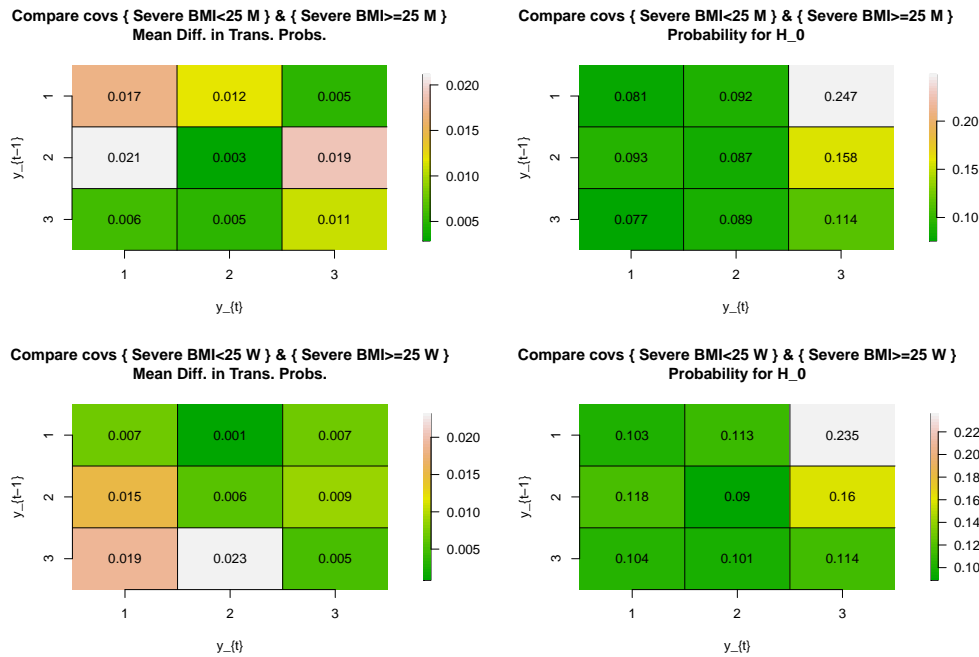 Compare covs { Severe BMI<25 M } & { Severe BMI>=25 M }
Mean Diff. in Trans. Probs.
1 0.017 0.012 0.005
2 0.021 0.003 0.019
3 0.006 0.005 0.011
y_{t−1}
1 2 3
y_{t}
0.020
0.015
0.010
0.005
Compare covs { Severe BMI<25 M } & { Severe BMI>=25 M }
Probability for H_0
1 0.081 0.092 0.247
2 0.093 0.087 0.158
3 0.077 0.089 0.114
y_{t−1}
1 2 3
y_{t}
0.20
0.15
0.10
Compare covs { Severe BMI<25 W } & { Severe BMI>=25 W }
Mean Diff. in Trans. Probs.
1 0.007 0.001 0.007
2 0.015 0.006 0.009
3 0.019 0.023 0.005
y_{t−1}
1 2 3
y_{t}
0.020
0.015
0.010
0.005
Compare covs { Severe BMI<25 W } & { Severe BMI>=25 W }
Probability for H_0
1 0.103 0.113 0.235
2 0.118 0.09 0.16
3 0.104 0.101 0.114
y_{t−1}
1 2 3
y_{t}
0.22
0.20
0.18
0.16
0.14
0.12
0.10